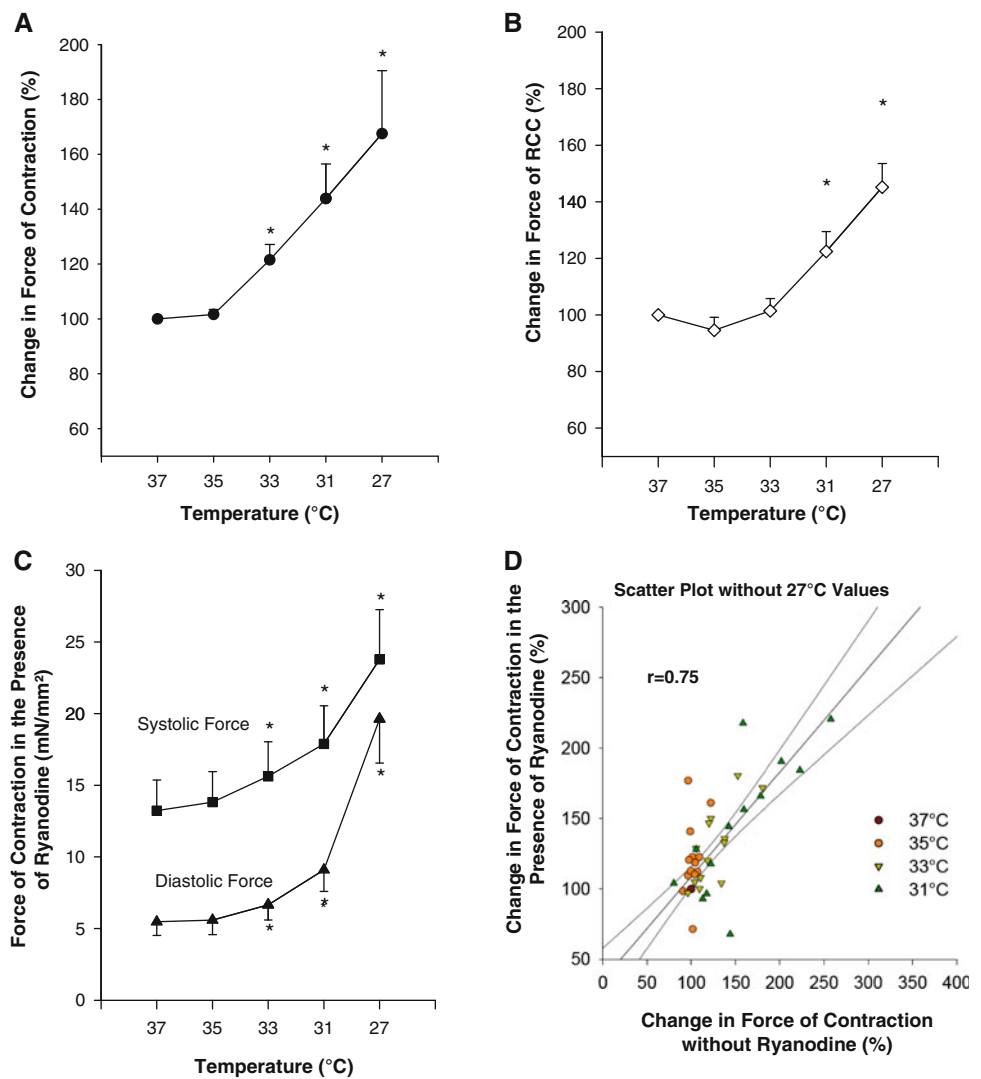 A
Change in Force of Contraction (%)
200
180
160
140
120
100
80
60
* * * *
37 35 33 31 27
Temperature (°C)
B
Change in Force of RCC (%)
200
180
160
140
120
100
80
60
* *
37 35 33 31 27
Temperature (°C)
C
Force of Contraction in the Presence
of Ryanodine (mN/mm²)
30
25
20
15
10
5
0
Systolic Force
* * *
Diastolic Force
* * *
37 35 33 31 27
Temperature (°C)
D
Scatter Plot without 27°C Values
Change in Force of Contraction in the
Presence of Ryanodine (%)
300
250
200
150
100
50
r=0.75
37°C
35°C
33°C
31°C
0 50 100 150 200 250 300 350 400
Change in Force of Contraction
without Ryanodine (%)